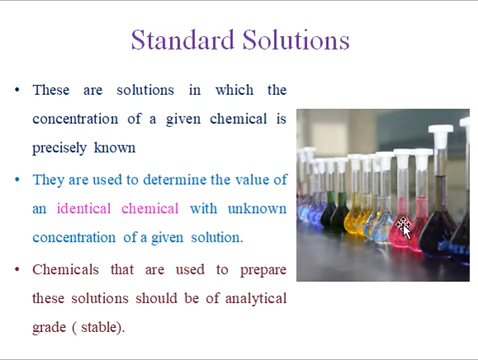 Standard Solutions
• These are solutions in which the
concentration of a given chemical is
precisely known
• They are used to determine the value of
an identical chemical with unknown
concentration of a given solution.
• Chemicals that are used to prepare
these solutions should be of analytical
grade ( stable).